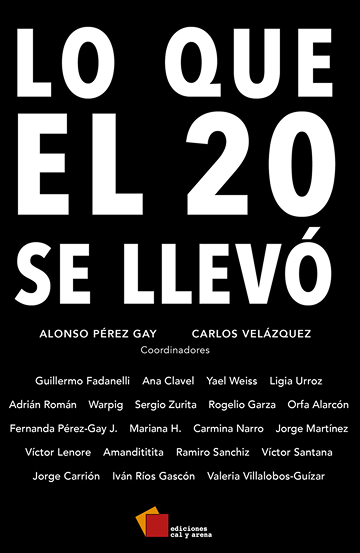 LO QUE
EL 20
SE LLEVÓ
ALONSO PÉREZ GAY CARLOS VELÁZQUEZ
Coordinadores
Guillermo Fadanelli Ana Clavel Yael Weiss Ligia Urroz
Adrián Román Warpig Sergio Zurita Rogelio Garza Orfa Alarcón
Fernanda Pérez-Gay J. Mariana H. Carmina Narro Jorge Martínez
Víctor Lenore Amandititita Ramiro Sanchiz Víctor Santana
Jorge Carrión Iván Ríos Gascón Valeria Villalobos-Guízar
ediciones
cal y arena